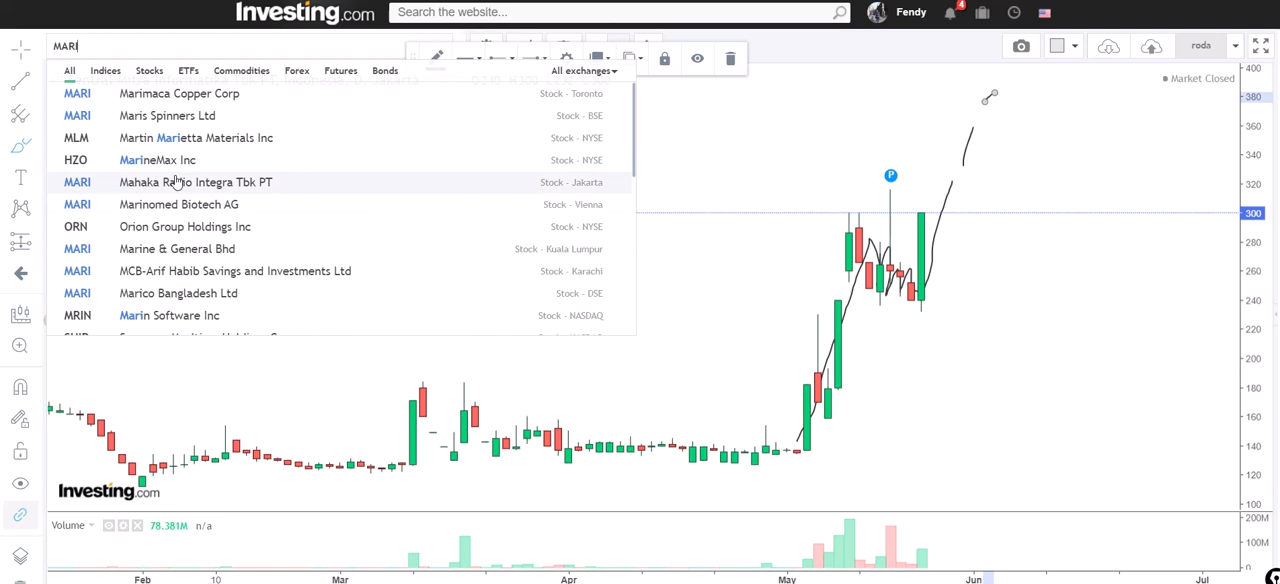 Investing.com
Search the website...
Fendy
4
MARI
roda
All Indices Stocks ETFs Commodities Forex Futures Bonds All exchanges
MARI Marimaca Copper Corp Stock - Toronto
MARI Maris Spinners Ltd Stock - BSE
MLM Martin Marietta Materials Inc Stock - NYSE
HZO MarineMax Inc Stock - NYSE
MARI Mahaka Radio Integra Tbk PT Stock - Jakarta
MARI Marinomed Biotech AG Stock - Vienna
ORN Orion Group Holdings Inc Stock - NYSE
MARI Marine & General Bhd Stock - Kuala Lumpur
MARI MCB-Arif Habib Savings and Investments Ltd Stock - Karachi
MARI Marico Bangladesh Ltd Stock - DSE
MRIN Marin Software Inc Stock - NASDAQ
Market Closed
P
400
380
360
340
320
300
280
260
240
220
200
180
160
140
120
100
Investing.com
Volume 78.381M n/a
200M
100M
0
Feb 10 Mar Apr May Jun Jul